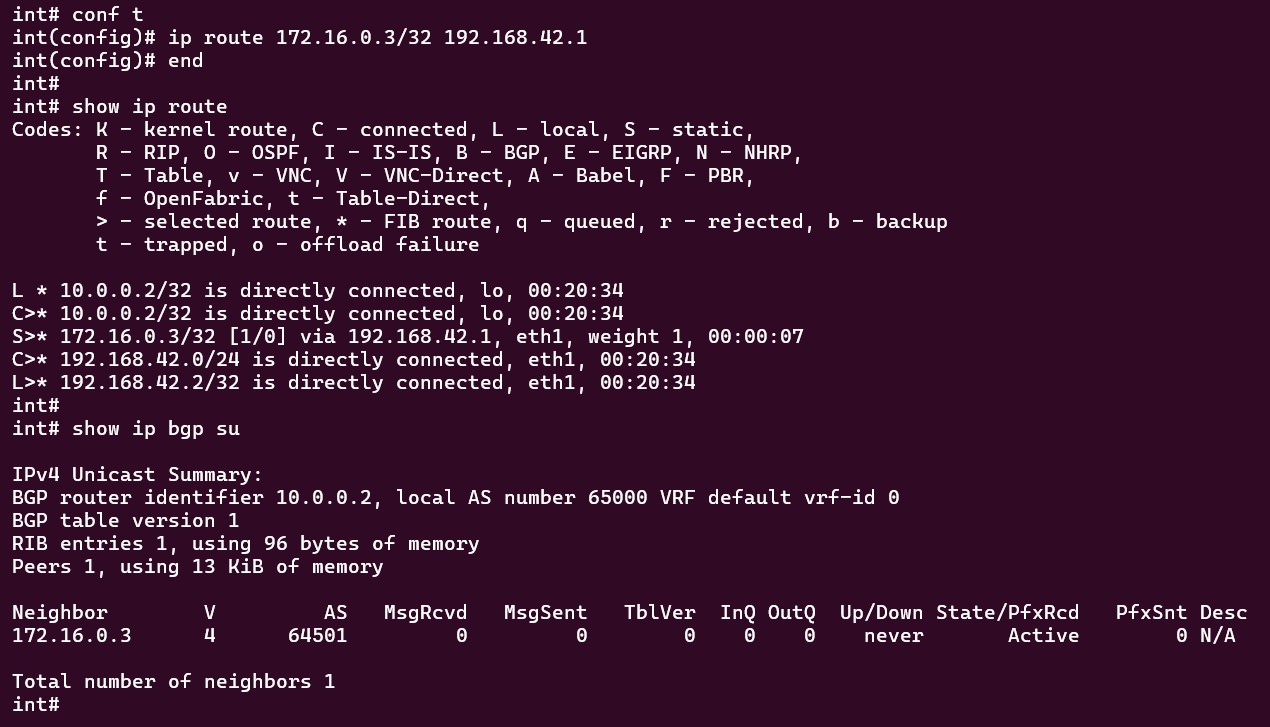 int# conf t
int(config)# ip route 172.16.0.3/32 192.168.42.1
int(config)# end
int#
int# show ip route
Codes: K - kernel route, C - connected, L - local, S - static,
       R - RIP, O - OSPF, I - IS-IS, B - BGP, E - EIGRP, N - NHRP,
       T - Table, v - VNC, V - VNC-Direct, A - Babel, F - PBR,
       f - OpenFabric, t - Table-Direct,
       > - selected route, * - FIB route, q - queued, r - rejected, b - backup
       t - trapped, o - offload failure

L * 10.0.0.2/32 is directly connected, lo, 00:20:34
C>* 10.0.0.2/32 is directly connected, lo, 00:20:34
S>* 172.16.0.3/32 [1/0] via 192.168.42.1, eth1, weight 1, 00:00:07
C>* 192.168.42.0/24 is directly connected, eth1, 00:20:34
L>* 192.168.42.2/32 is directly connected, eth1, 00:20:34
int#
int# show ip bgp su

IPv4 Unicast Summary:
BGP router identifier 10.0.0.2, local AS number 65000 VRF default vrf-id 0
BGP table version 1
RIB entries 1, using 96 bytes of memory
Peers 1, using 13 KiB of memory

Neighbor        V         AS   MsgRcvd   MsgSent   TblVer  InQ OutQ  Up/Down State/PfxRcd   PfxSnt Desc
172.16.0.3      4      64501         0         0        0    0    0    never       Active        0 N/A

Total number of neighbors 1
int#